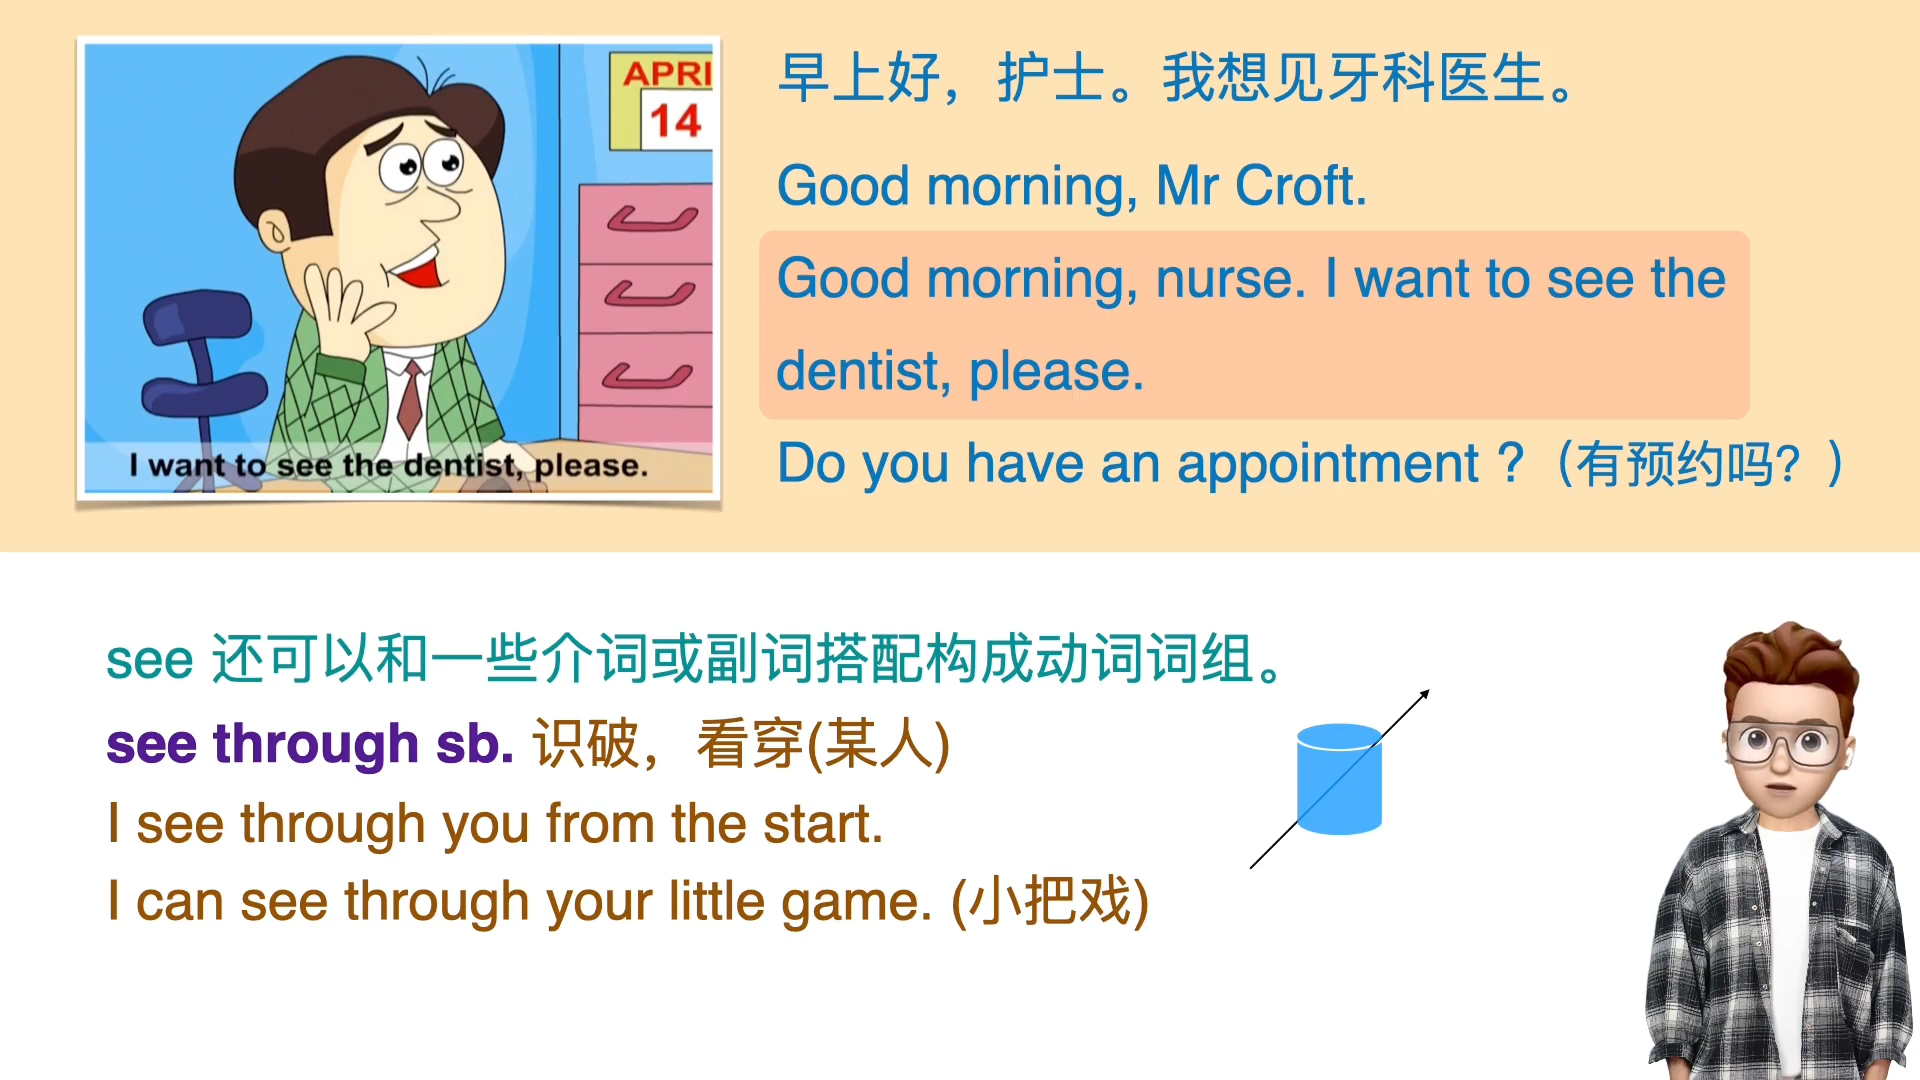 APRI
14
I want to see the dentist, please.
早上好，护士。我想见牙科医生。
Good morning, Mr Croft.
Good morning, nurse. I want to see the
dentist, please.
Do you have an appointment ?（有预约吗？）
see 还可以和一些介词或副词搭配构成动词词组。
see through sb. 识破，看穿(某人)
I see through you from the start.
I can see through your little game. (小把戏)